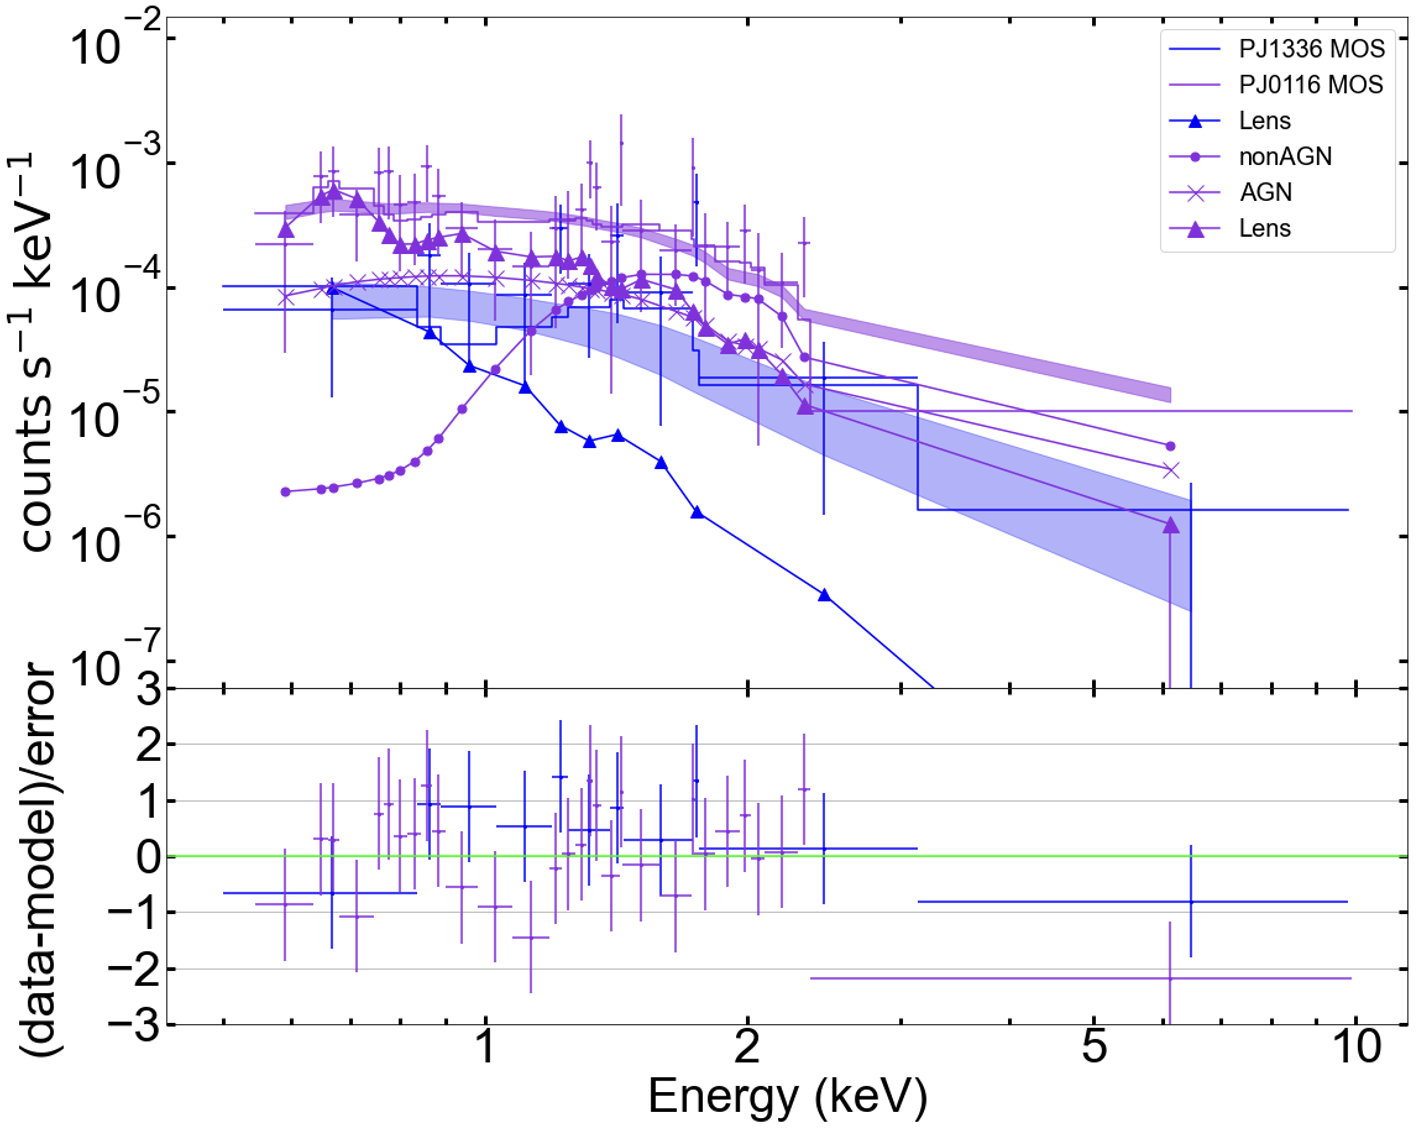 counts s⁻¹ keV⁻¹
10⁻²
10⁻³
10⁻⁴
10⁻⁵
10⁻⁶
10⁻⁷
PJ1336 MOS
PJ0116 MOS
Lens
nonAGN
AGN
Lens
(data-model)/error
3
2
1
0
−1
−2
−3
1 2 5 10
Energy (keV)